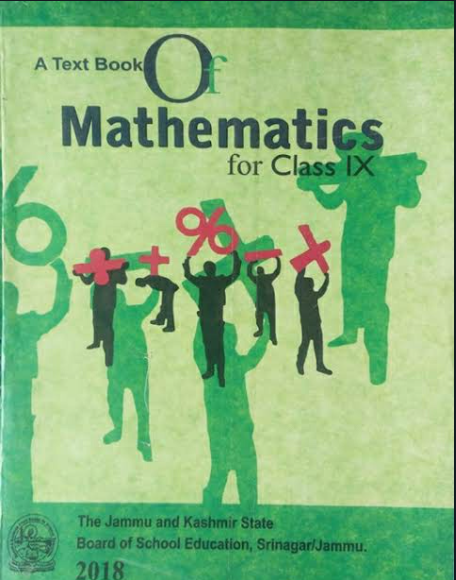 A Text Book Of
Mathematics
for Class IX
6
÷ + % − ×
The Jammu and Kashmir State
Board of School Education, Srinagar/Jammu.
2018